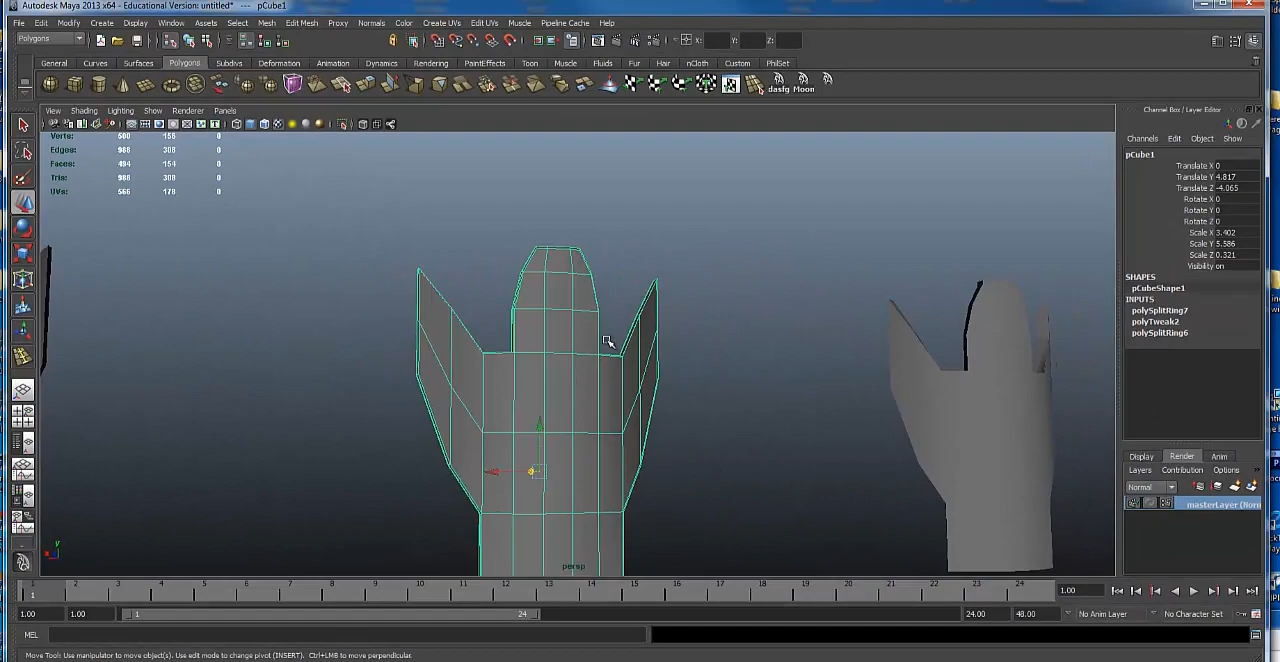 Autodesk Maya 2013 x64 - Educational Version: untitled* --- pCube1
File Edit Modify Create Display Window Assets Select Mesh Edit Mesh Proxy Normals Color Create UVs Edit UVs Muscle Pipeline Cache Help
Polygons X: Y: Z:
General Curves Surfaces Polygons Subdivs Deformation Animation Dynamics Rendering PaintEffects Toon Muscle Fluids Fur Hair nCloth Custom PhilSet
dasfg Moon
View Shading Lighting Show Renderer Panels
Channel Box / Layer Editor
Channels Edit Object Show
Verts: 500 156 0
Edges: 988 308 0
Faces: 494 154 0
Tris: 988 308 0
UVs: 566 178 0
pCube1
Translate X 0
Translate Y 4.817
Translate Z -4.065
Rotate X 0
Rotate Y 0
Rotate Z 0
Scale X 3.402
Scale Y 5.586
Scale Z 0.321
Visibility on
SHAPES
pCubeShape1
INPUTS
polySplitRing7
polyTweak2
polySplitRing6
Display Render Anim
Layers Contribution Options
Normal
masterLayer (Norm
y
x
persp
1 2 3 4 5 6 7 8 9 10 11 12 13 14 15 16 17 18 19 20 21 22 23 24
1 1.00
1.00 1.00 1 24 24.00 48.00 No Anim Layer No Character Set
MEL
Move Tool: Use manipulator to move object(s). Use edit mode to change pivot (INSERT). Ctrl+LMB to move perpendicular.